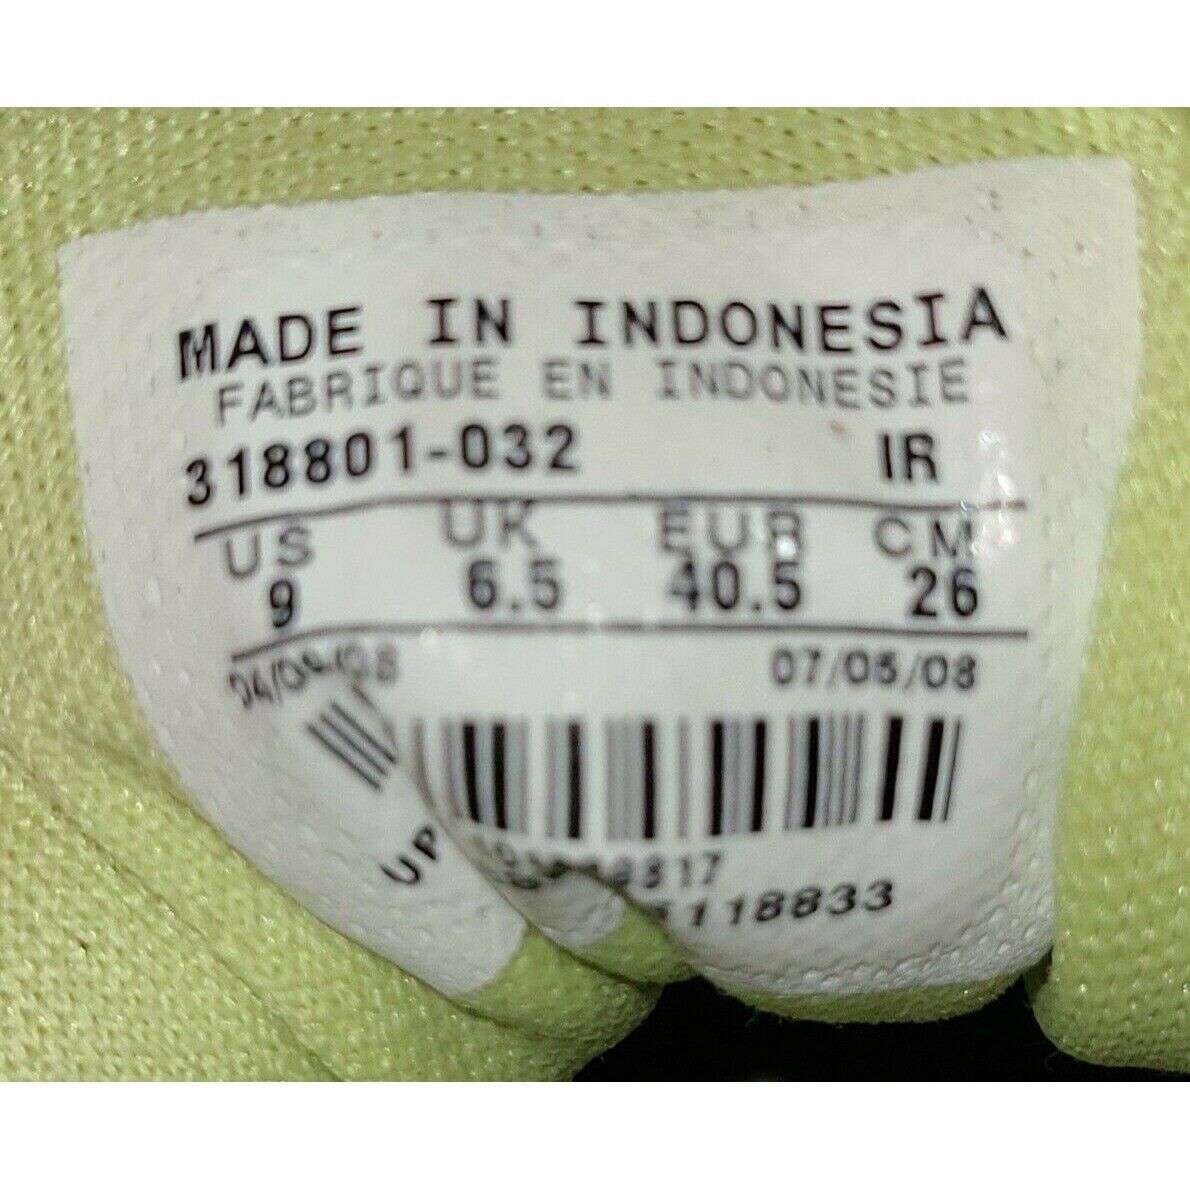 MADE IN INDONESIA
FABRIQUE EN INDONESIE
318801-032 IR
US UK EUR CM
9 6.5 40.5 26
07/05/08
UP